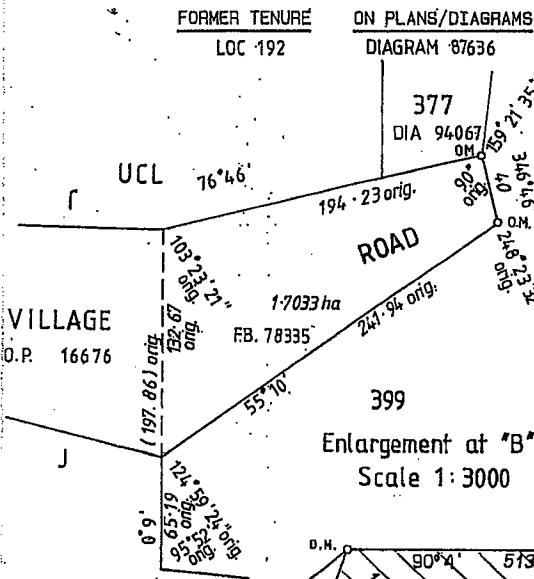 FORMER TENURE
ON PLANS/DIAGRAMS
LOC 192
DIAGRAM 87636
377
DIA 94067
OM
159° 21' 35"
UCL
76°46'
194·23 orig.
90°
orig.
346°46'
40
O.M.
248° 23'
orig.
ROAD
103° 23' 21"
orig.
132·67
orig.
(197.86) orig.
1·7033 ha
F.B. 78335
241·94 orig.
55°10'
VILLAGE
O.P. 16676
J
399
Enlargement at "B"
Scale 1:3000
0°9'
65·19
orig.
124°59'24"
orig.
95°52'
orig.
O.M.
90°4'
513